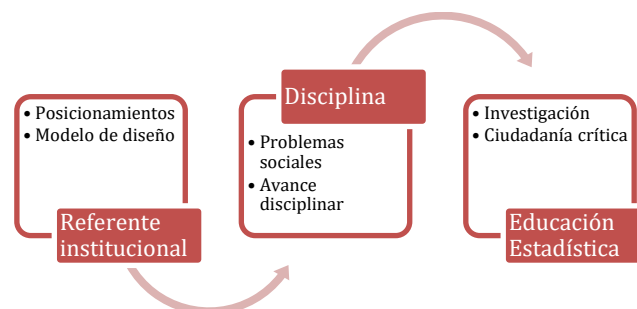 • Posicionamientos
• Modelo de diseño
Referente
institucional
Disciplina
• Problemas
sociales
• Avance
disciplinar
• Investigación
• Ciudadanía crítica
Educación
Estadística